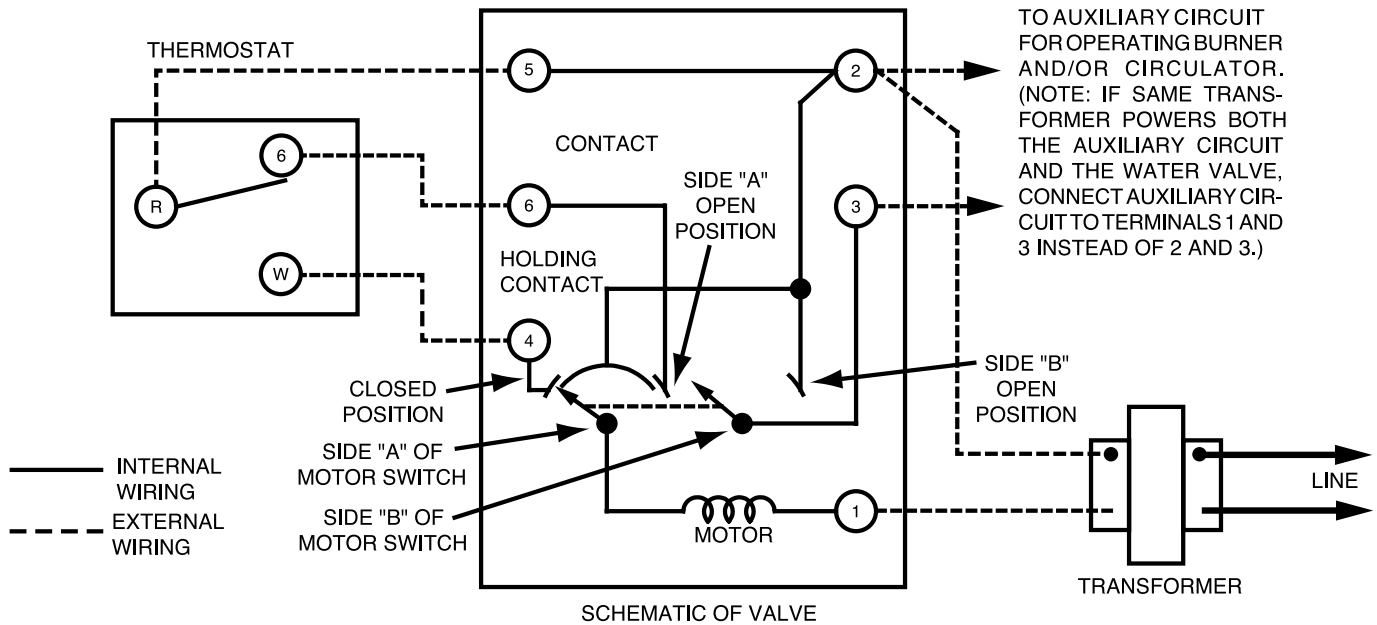 THERMOSTAT
6
R
W
5
2
CONTACT
6
SIDE "A"
OPEN
POSITION
3
HOLDING
CONTACT
4
CLOSED
POSITION
SIDE "A" OF
MOTOR SWITCH
SIDE "B" OF
MOTOR SWITCH
MOTOR
1
SIDE "B"
OPEN
POSITION
TO AUXILIARY CIRCUIT
FOR OPERATING BURNER
AND/OR CIRCULATOR.
(NOTE: IF SAME TRANS-
FORMER POWERS BOTH
THE AUXILIARY CIRCUIT
AND THE WATER VALVE,
CONNECT AUXILIARY CIR-
CUIT TO TERMINALS 1 AND
3 INSTEAD OF 2 AND 3.)
LINE
TRANSFORMER
INTERNAL
WIRING
EXTERNAL
WIRING
SCHEMATIC OF VALVE